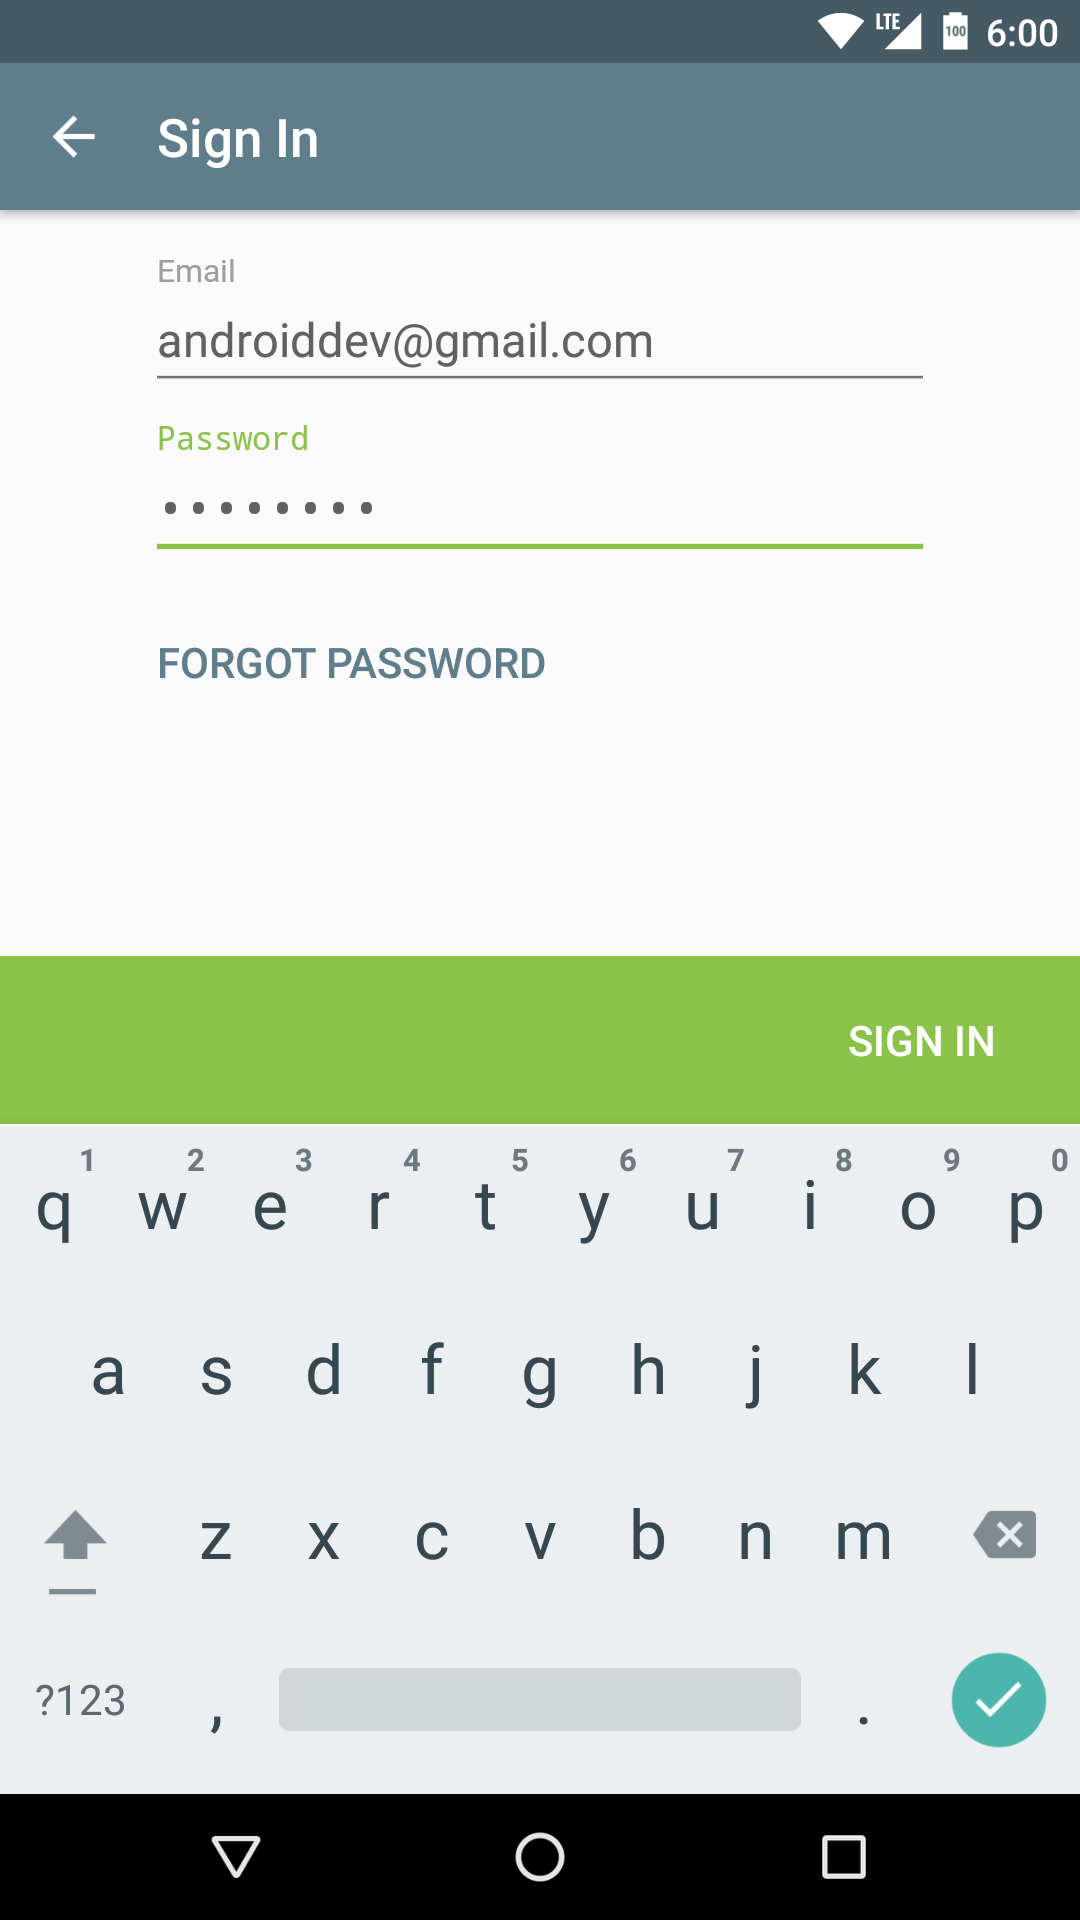 LTE 100 6:00
Sign In
Email
androiddev@gmail.com
Password
••••••••
FORGOT PASSWORD
SIGN IN
1 2 3 4 5 6 7 8 9 0
q w e r t y u i o p
a s d f g h j k l
z x c v b n m
?123 , .